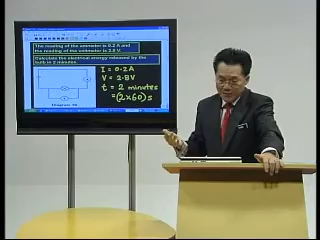 The reading of the ammeter is 0.2 A and
the reading of the voltmeter is 2.8 V.
Calculate the electrical energy released by the
bulb in 2 minutes.
I = 0.2A
V = 2.8V
t = 2 minutes
= (2x60) s